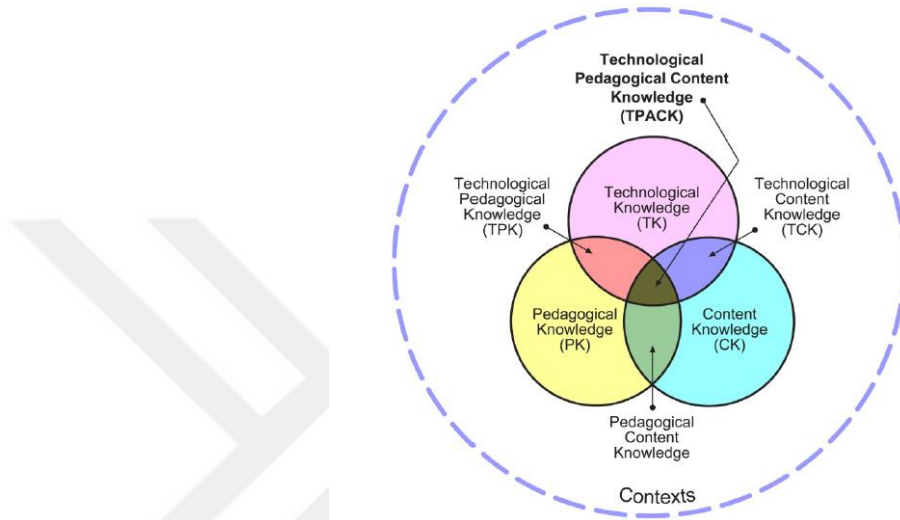 Technological
Pedagogical Content
Knowledge
(TPACK)
Technological
Pedagogical
Knowledge
(TPK)
Technological
Knowledge
(TK)
Technological
Content
Knowledge
(TCK)
Pedagogical
Knowledge
(PK)
Content
Knowledge
(CK)
Pedagogical
Content
Knowledge
Contexts